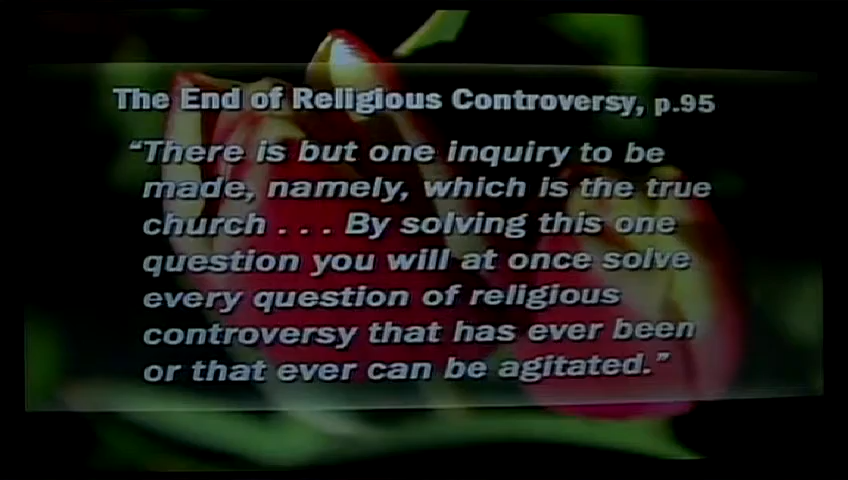 The End of Religious Controversy, p.95
“There is but one inquiry to be
made, namely, which is the true
church . . . By solving this one
question you will at once solve
every question of religious
controversy that has ever been
or that ever can be agitated.”